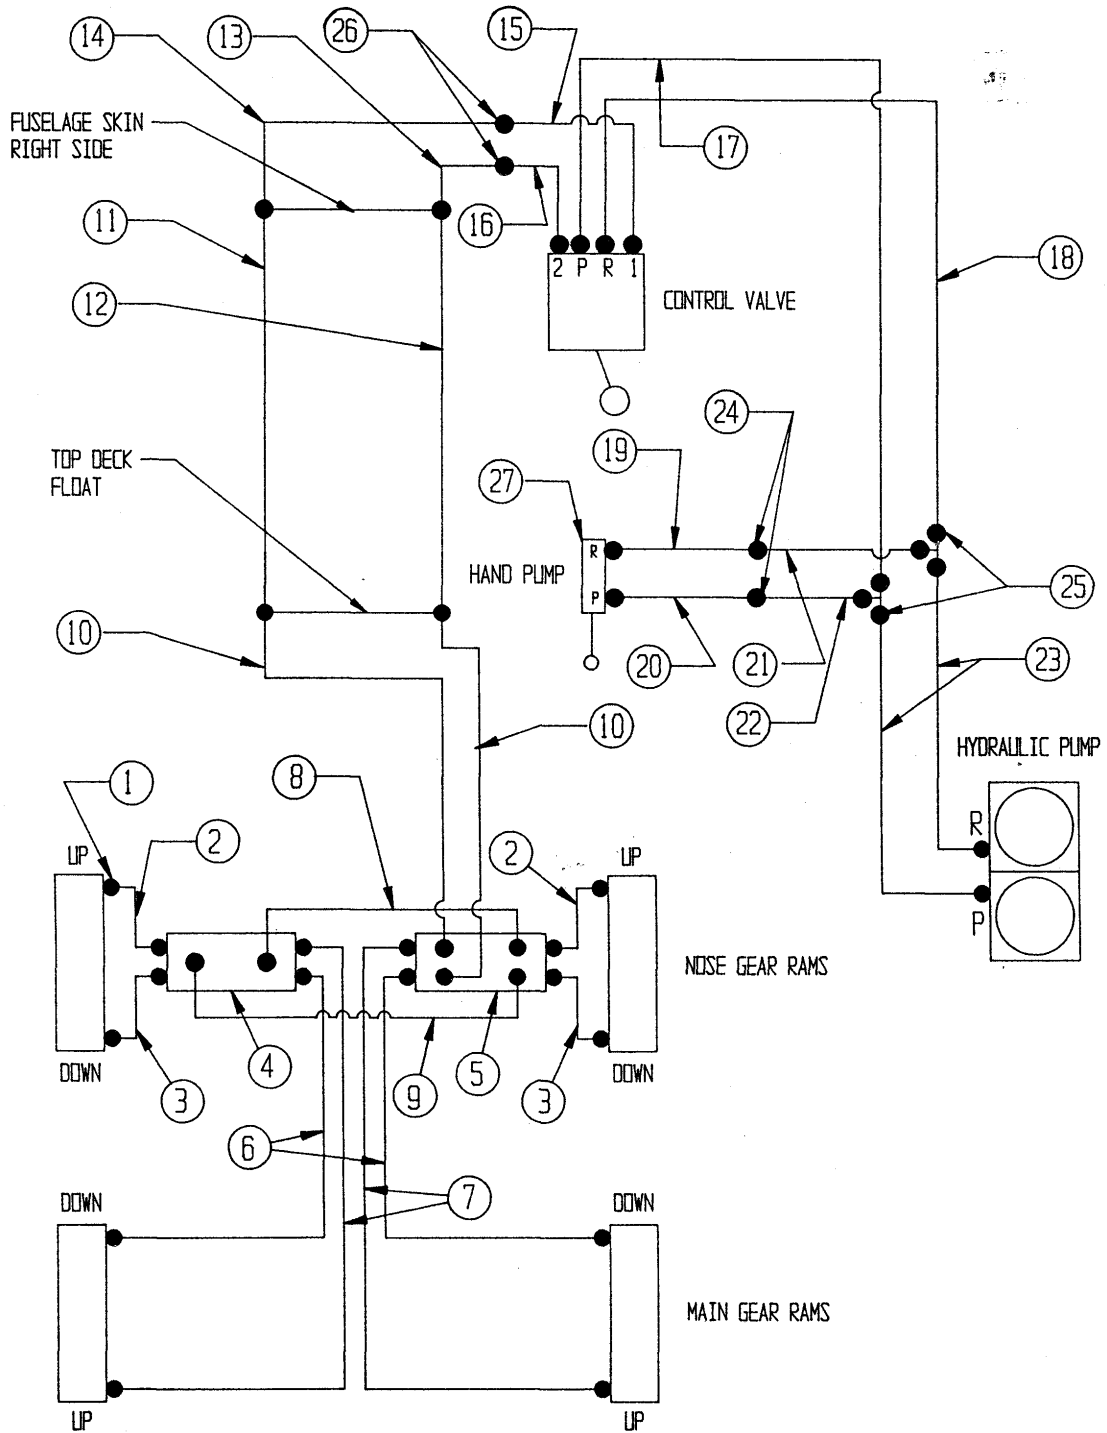 14
13
26
15
FUSELAGE SKIN
RIGHT SIDE
17
11
16
18
2 P R 1
CONTROL VALVE
12
24
19
TOP DECK
FLOAT
27
R
HAND PUMP
P
25
10
20
21
23
22
10
HYDRAULIC PUMP
1
8
R
2
2
UP
UP
P
NOSE GEAR RAMS
4
5
DOWN
DOWN
3
9
3
6
7
DOWN
DOWN
MAIN GEAR RAMS
UP
UP